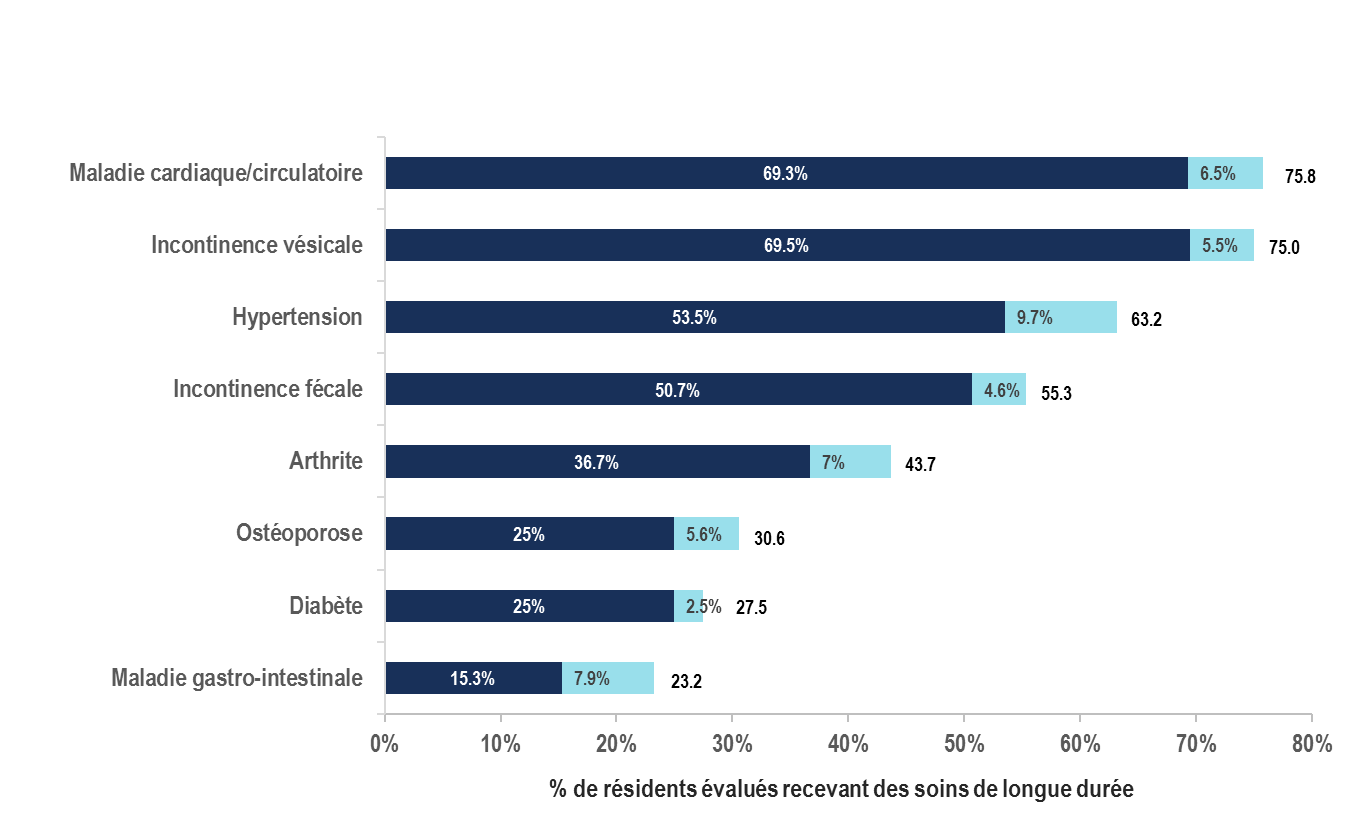 Maladie cardiaque/circulatoire 69.3% 6.5% 75.8
Incontinence vésicale 69.5% 5.5% 75.0
Hypertension 53.5% 9.7% 63.2
Incontinence fécale 50.7% 4.6% 55.3
Arthrite 36.7% 7% 43.7
Ostéoporose 25% 5.6% 30.6
Diabète 25% 2.5% 27.5
Maladie gastro-intestinale 15.3% 7.9% 23.2
0% 10% 20% 30% 40% 50% 60% 70% 80%
% de résidents évalués recevant des soins de longue durée